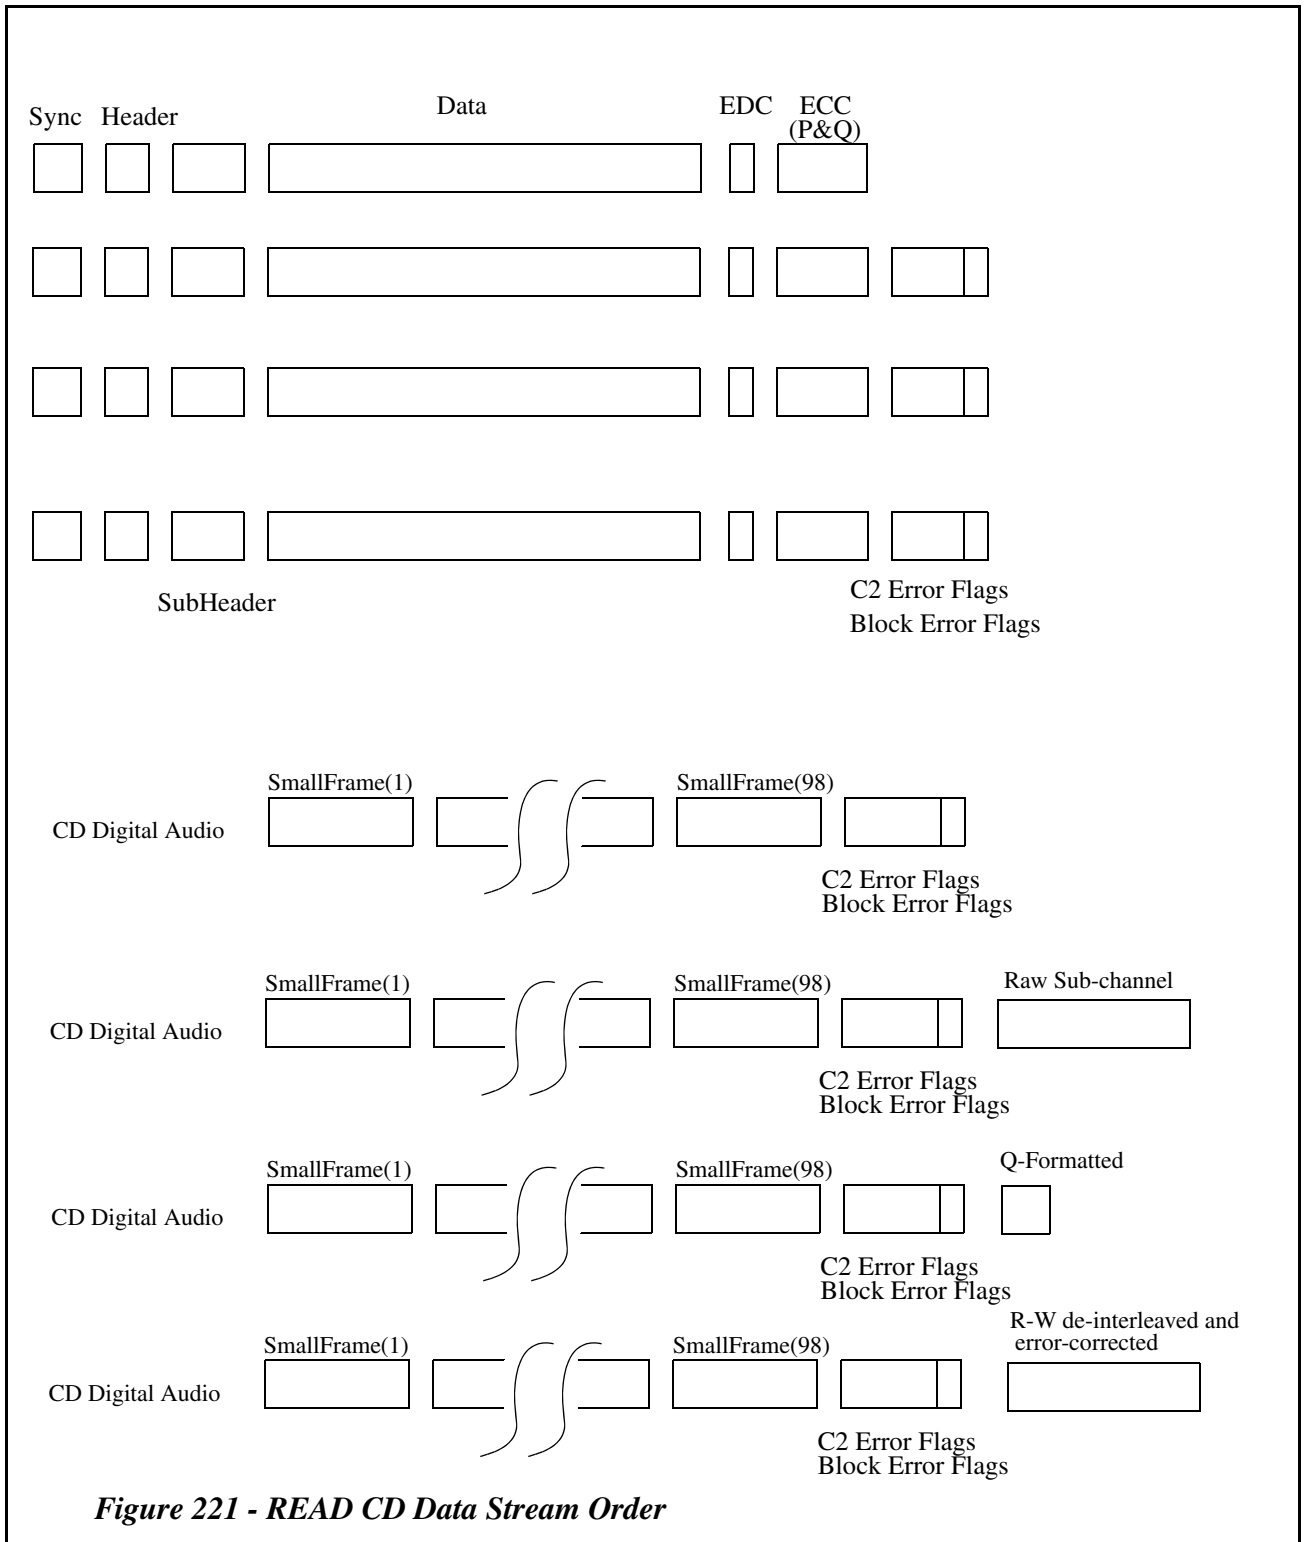 Data EDC ECC
Sync Header (P&Q)
SubHeader
C2 Error Flags
Block Error Flags
SmallFrame(1) SmallFrame(98)
CD Digital Audio
C2 Error Flags
Block Error Flags
SmallFrame(1) SmallFrame(98) Raw Sub-channel
CD Digital Audio
C2 Error Flags
Block Error Flags
SmallFrame(1) SmallFrame(98) Q-Formatted
CD Digital Audio
C2 Error Flags
Block Error Flags
R-W de-interleaved and
SmallFrame(1) SmallFrame(98) error-corrected
CD Digital Audio
C2 Error Flags
Block Error Flags
Figure 221 - READ CD Data Stream Order